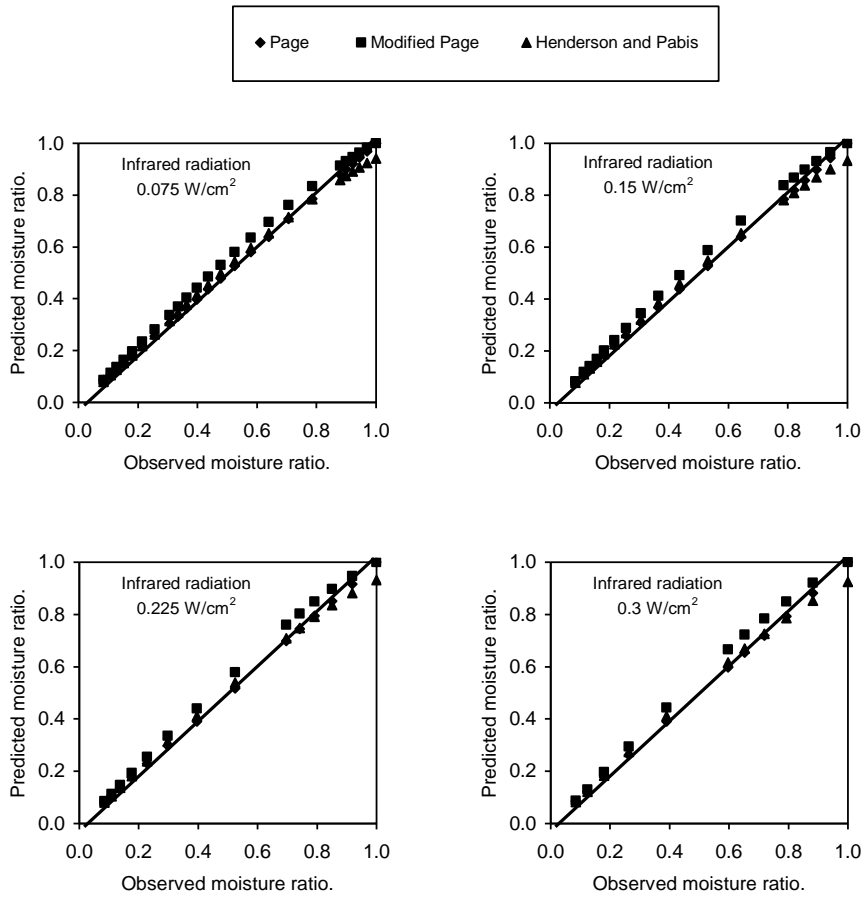 Page Modified Page Henderson and Pabis
Infrared radiation
0.075 W/cm²
Predicted moisture ratio.
1.0
0.8
0.6
0.4
0.2
0.0
0.0 0.2 0.4 0.6 0.8 1.0
Observed moisture ratio.
Infrared radiation
0.15 W/cm²
Predicted moisture ratio.
1.0
0.8
0.6
0.4
0.2
0.0
0.0 0.2 0.4 0.6 0.8 1.0
Observed moisture ratio.
Infrared radiation
0.225 W/cm²
Predicted moisture ratio.
1.0
0.8
0.6
0.4
0.2
0.0
0.0 0.2 0.4 0.6 0.8 1.0
Observed moisture ratio.
Infrared radiation
0.3 W/cm²
Predicted moisture ratio.
1.0
0.8
0.6
0.4
0.2
0.0
0.0 0.2 0.4 0.6 0.8 1.0
Observed moisture ratio.